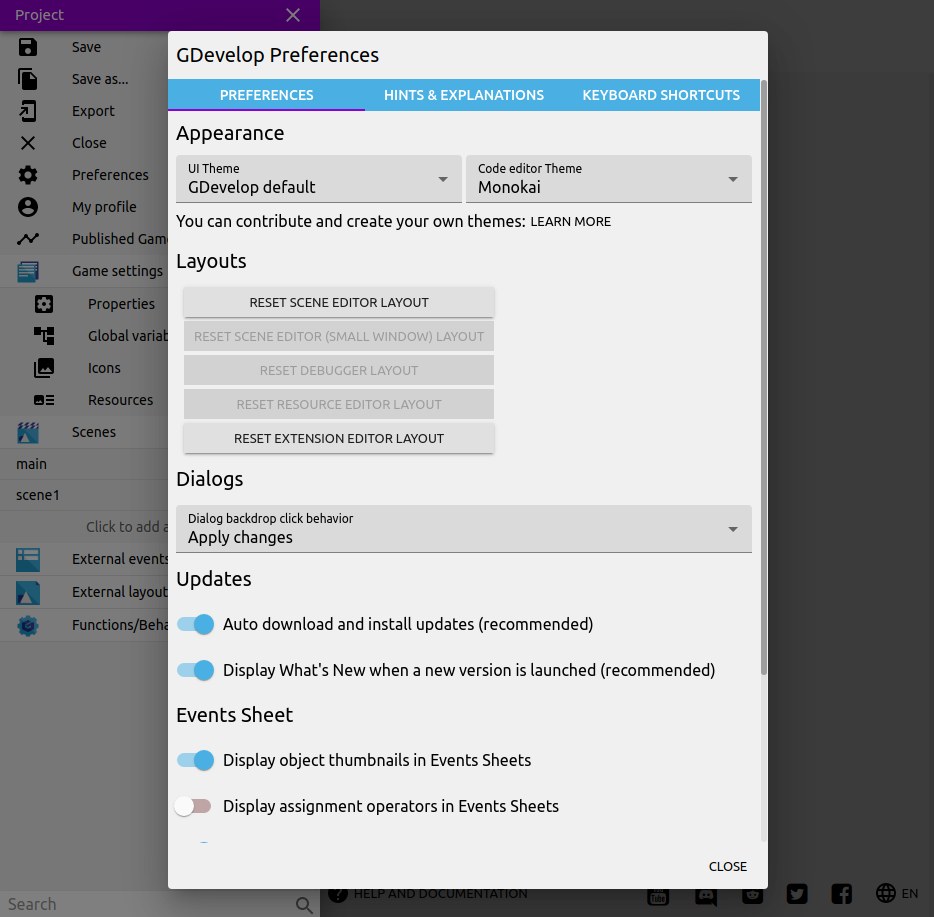 Project
Save
Save as...
Export
Close
Preferences
My profile
Published Gam
Game settings
Properties
Global variab
Icons
Resources
Scenes
main
scene1
Click to add a
External events
External layout
Functions/Beha
Search
GDevelop Preferences
PREFERENCES
HINTS & EXPLANATIONS
KEYBOARD SHORTCUTS
Appearance
UI Theme
GDevelop default
Code editor Theme
Monokai
You can contribute and create your own themes: LEARN MORE
Layouts
RESET SCENE EDITOR LAYOUT
RESET SCENE EDITOR (SMALL WINDOW) LAYOUT
RESET DEBUGGER LAYOUT
RESET RESOURCE EDITOR LAYOUT
RESET EXTENSION EDITOR LAYOUT
Dialogs
Dialog backdrop click behavior
Apply changes
Updates
Auto download and install updates (recommended)
Display What's New when a new version is launched (recommended)
Events Sheet
Display object thumbnails in Events Sheets
Display assignment operators in Events Sheets
CLOSE
HELP AND DOCUMENTATION
You Tube
EN